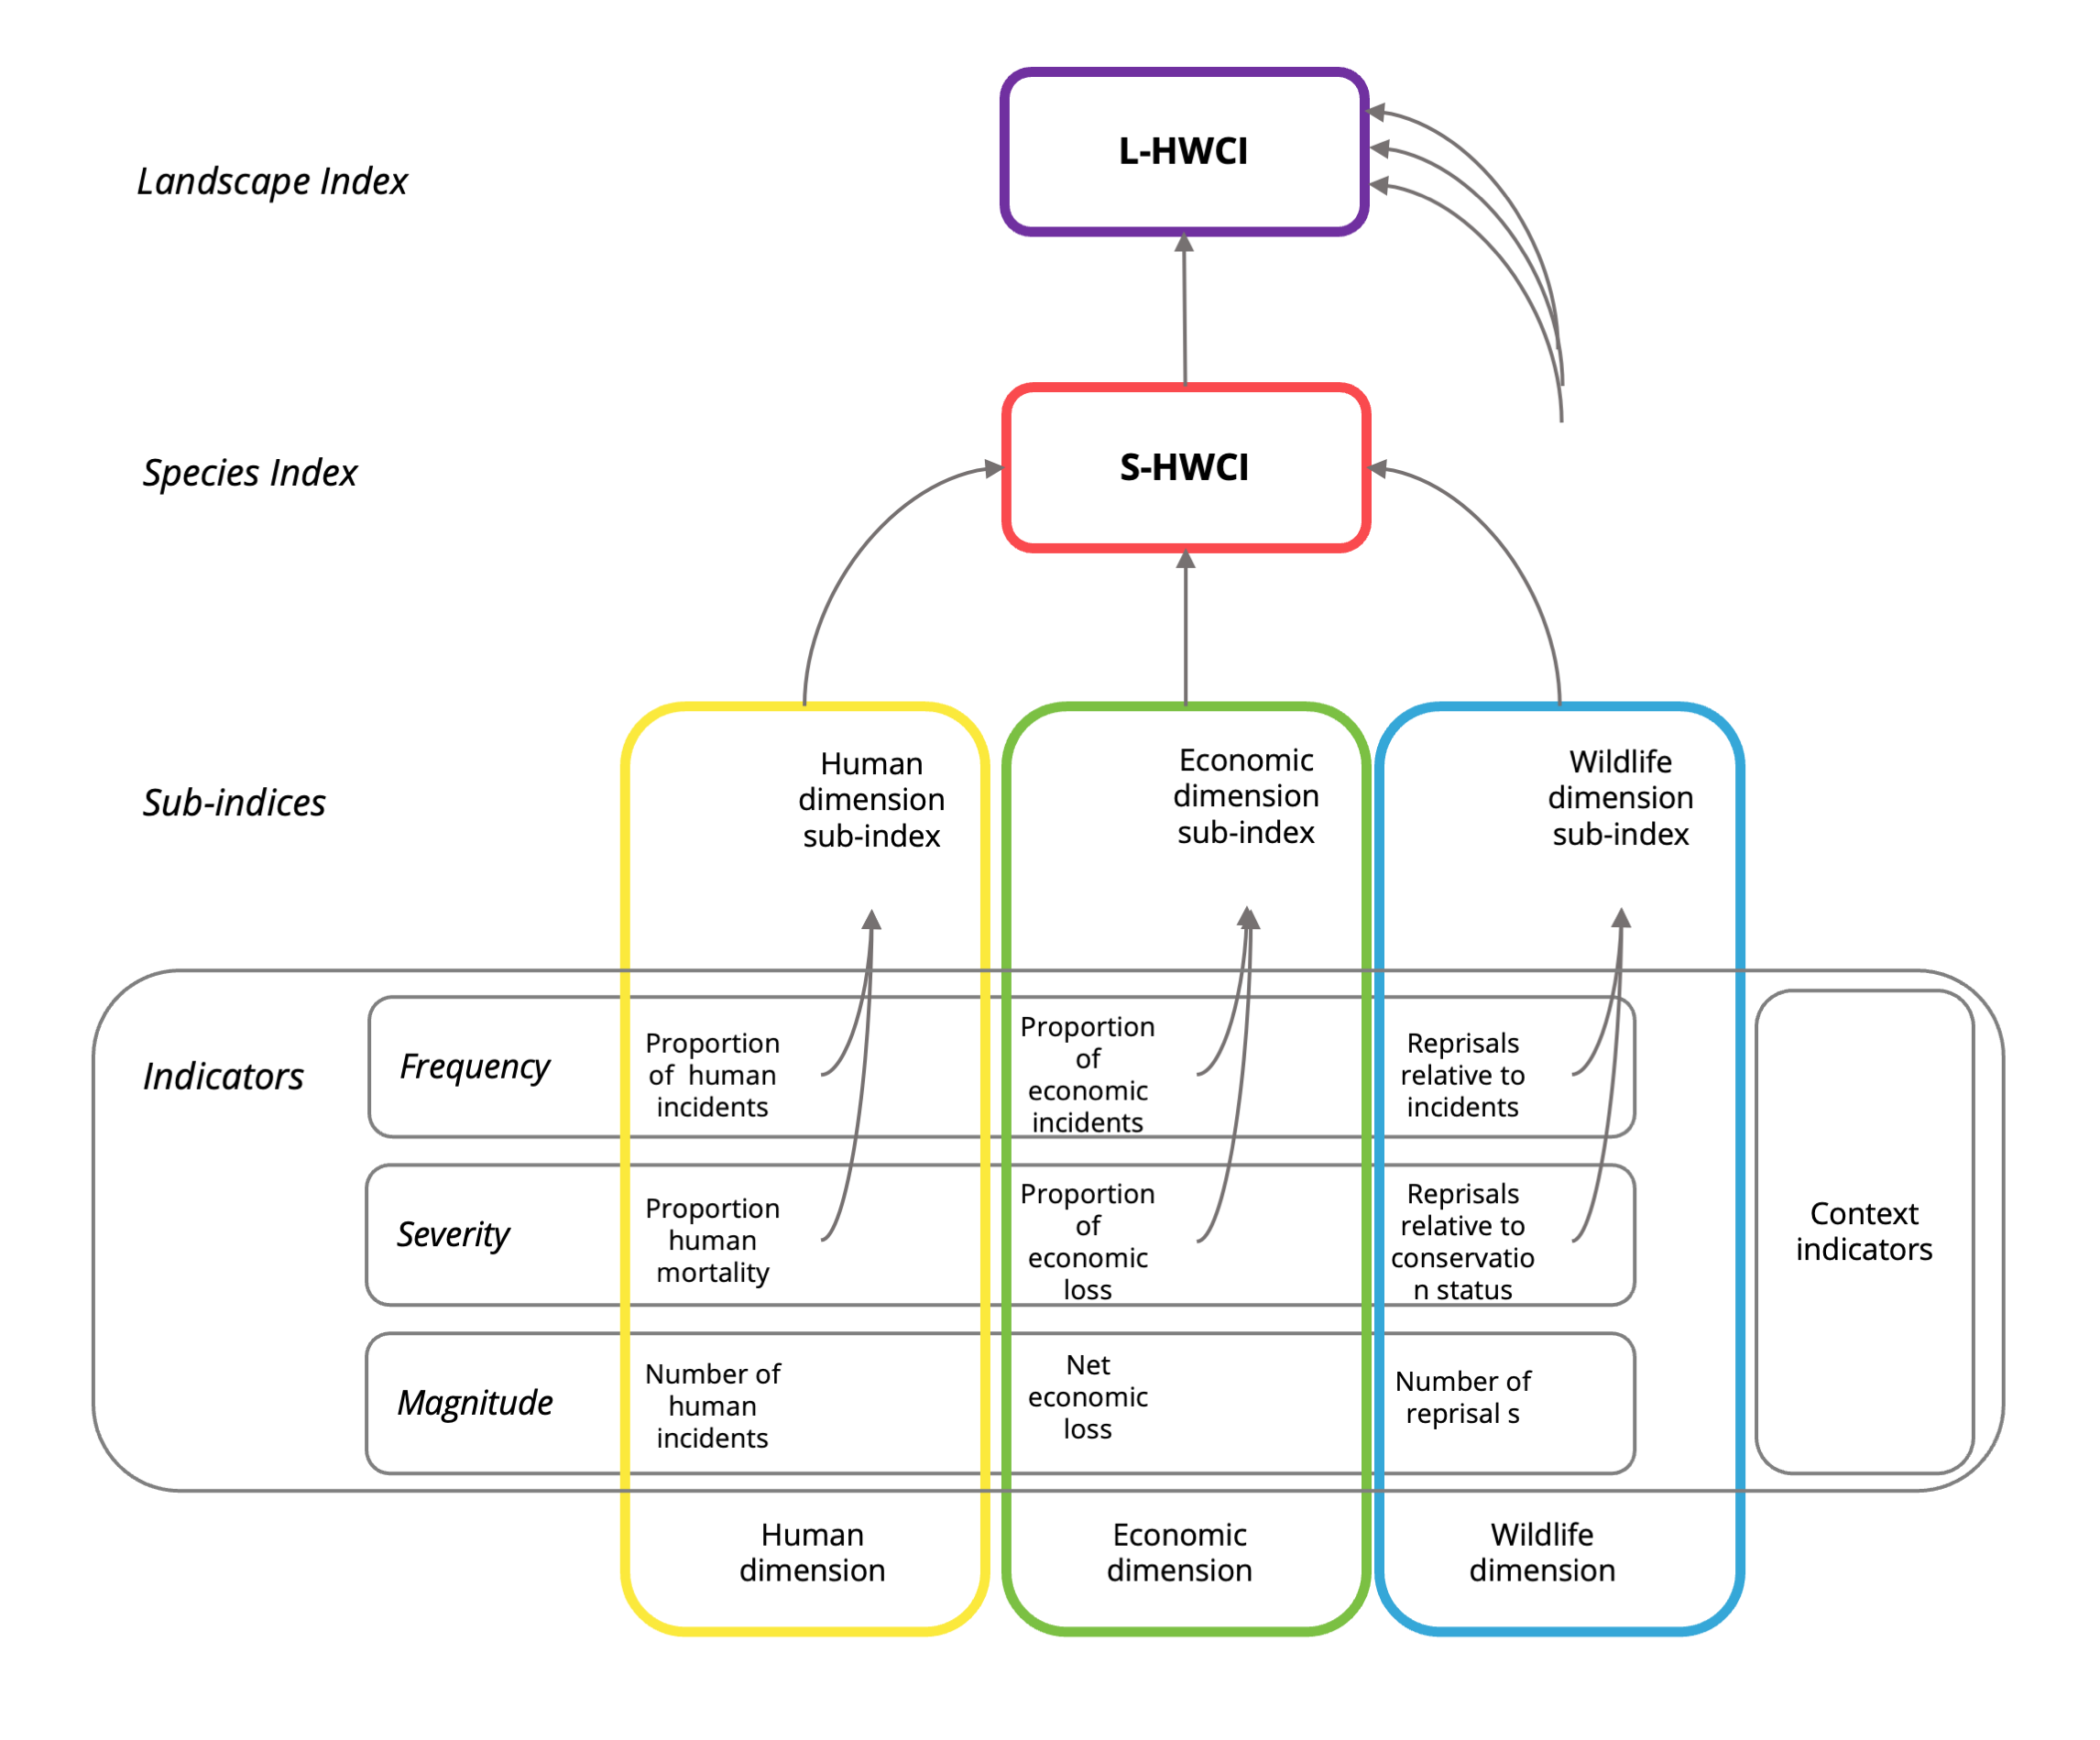 L-HWCI
Landscape Index
S-HWCI
Species Index
Sub-indices
Human
dimension
sub-index
Economic
dimension
sub-index
Wildlife
dimension
sub-index
Indicators
Frequency
Proportion
of  human
incidents
Proportion
of
economic
incidents
Reprisals
relative to
incidents
Severity
Proportion
human
mortality
Proportion
of
economic
loss
Reprisals
relative to
conservatio
n status
Context
indicators
Magnitude
Number of
human
incidents
Net
economic
loss
Number of
reprisal s
Human
dimension
Economic
dimension
Wildlife
dimension